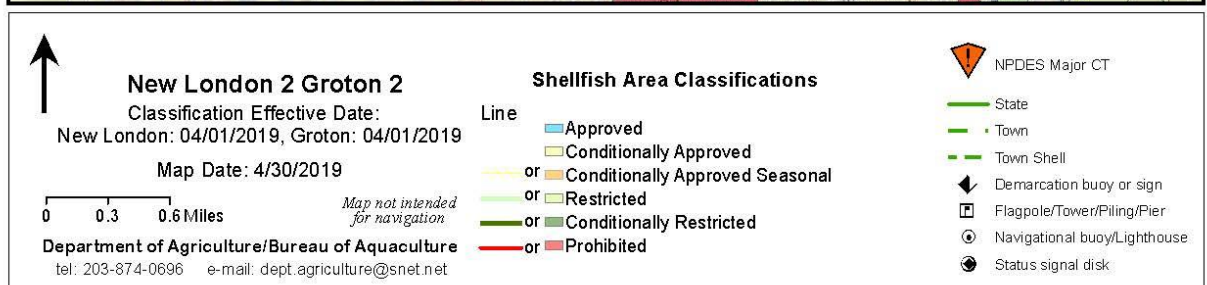 New London 2 Groton 2
Classification Effective Date:
New London: 04/01/2019, Groton: 04/01/2019
Map Date: 4/30/2019
0 0.3 0.6 Miles
Map not intended
for navigation
Department of Agriculture/Bureau of Aquaculture
tel: 203-874-0696 e-mail: dept.agriculture@snet.net
Shellfish Area Classifications
Line
Approved
Conditionally Approved
or Conditionally Approved Seasonal
or Restricted
or Conditionally Restricted
or Prohibited
NPDES Major CT
State
Town
Town Shell
Demarcation buoy or sign
Flagpole/Tower/Piling/Pier
Navigational buoy/Lighthouse
Status signal disk